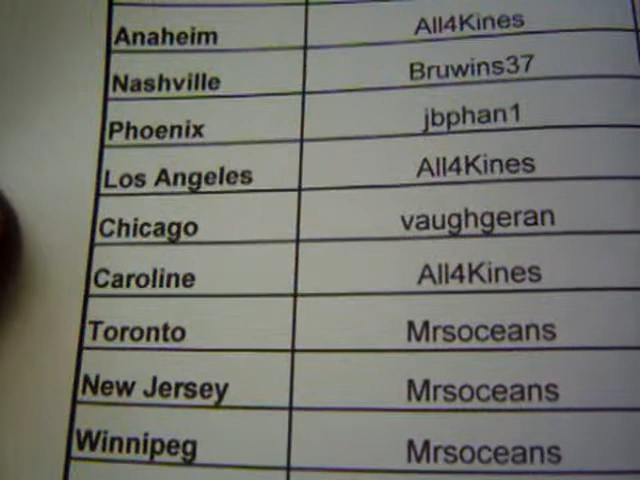 Anaheim All4Kines
Nashville Bruwins37
Phoenix jbphan1
Los Angeles All4Kines
Chicago vaughgeran
Caroline All4Kines
Toronto Mrsoceans
New Jersey Mrsoceans
Winnipeg Mrsoceans